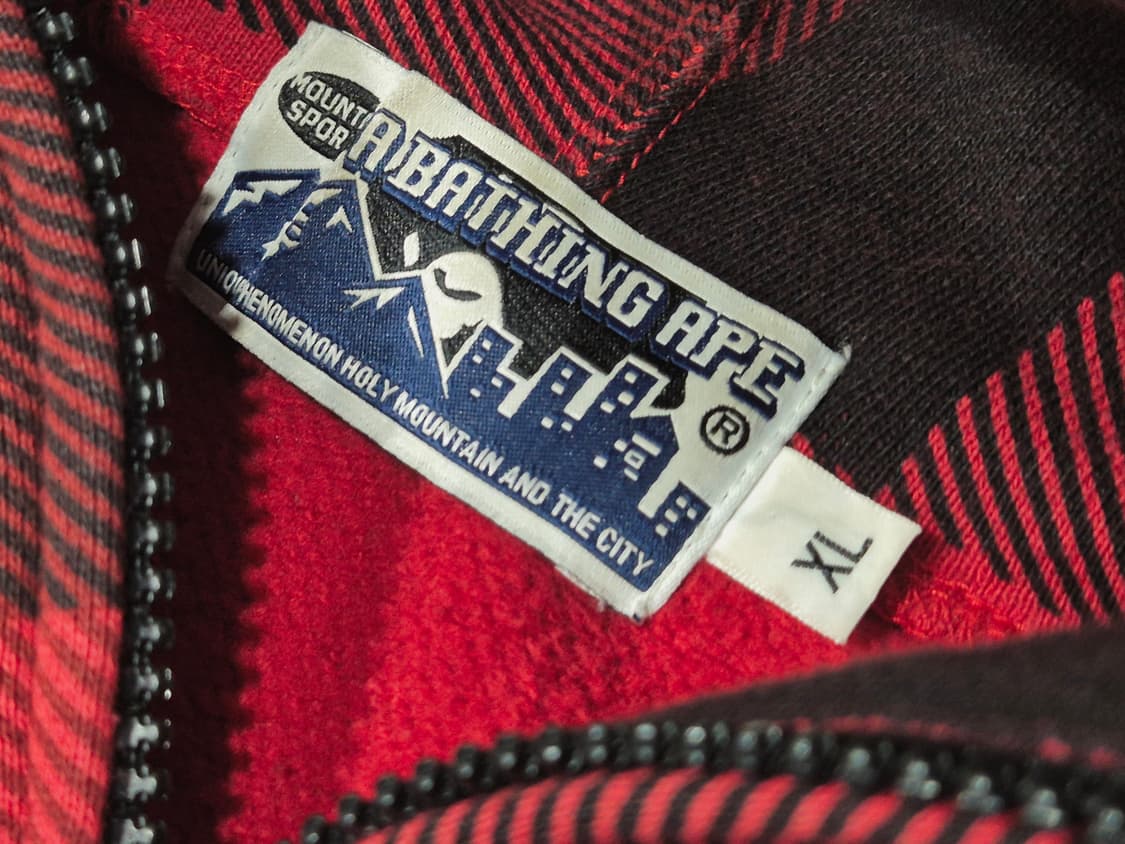 MOUNT
SPOR
A BATHING APE
®
UNIQ PHENOMENON HOLY MOUNTAIN AND THE CITY
XL